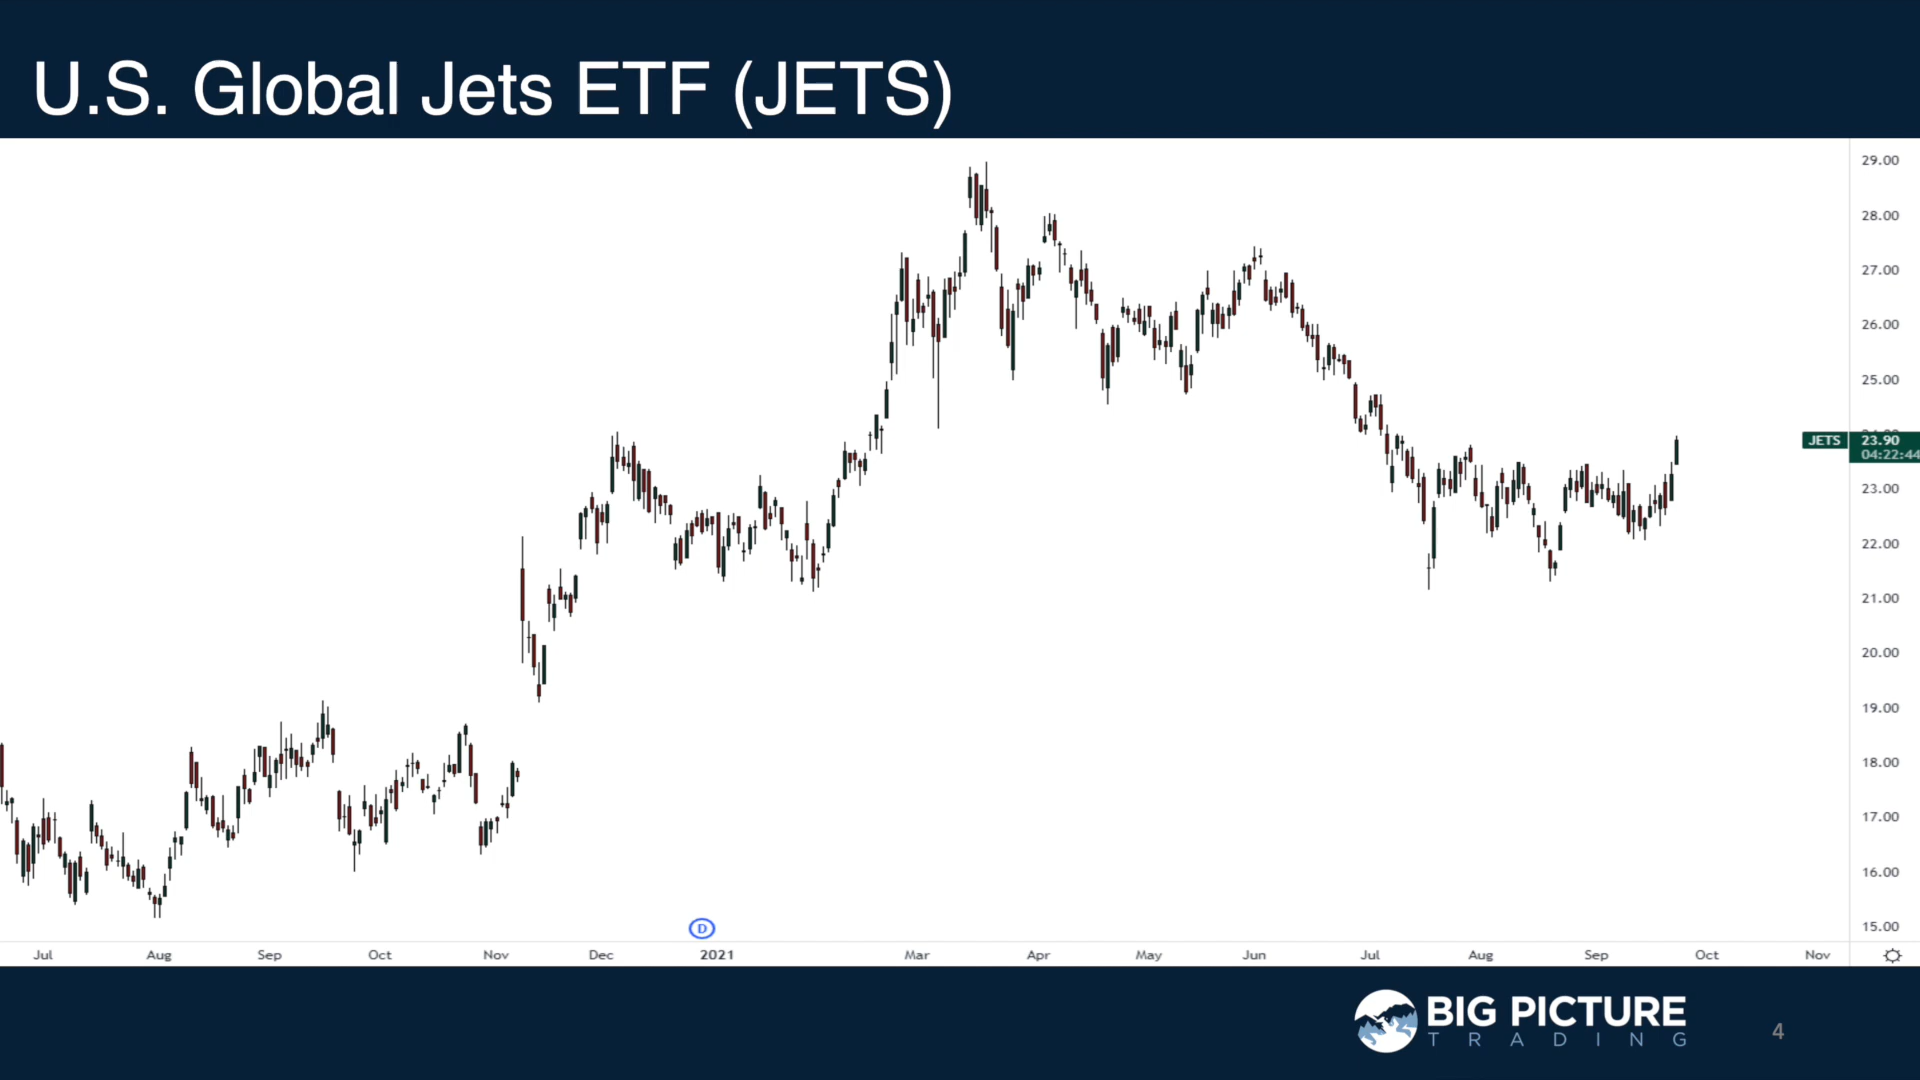 U.S. Global Jets ETF (JETS)
29.00
28.00
27.00
26.00
25.00
JETS 23.90
04:22:44
23.00
22.00
21.00
20.00
19.00
18.00
17.00
16.00
15.00
D
Jul Aug Sep Oct Nov Dec 2021 Mar Apr May Jun Jul Aug Sep Oct Nov
BIG PICTURE
TRADING
4